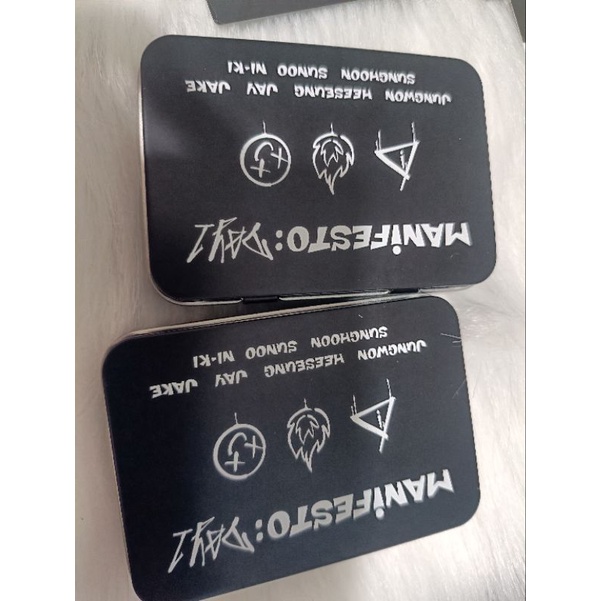 MANiFESTO: DAY 1
JUNGWON HEESEUNG JAY JAKE
SUNGHOON SUNOO NI-KI
MANiFESTO: DAY 1
JUNGWON HEESEUNG JAY JAKE
SUNGHOON SUNOO NI-KI